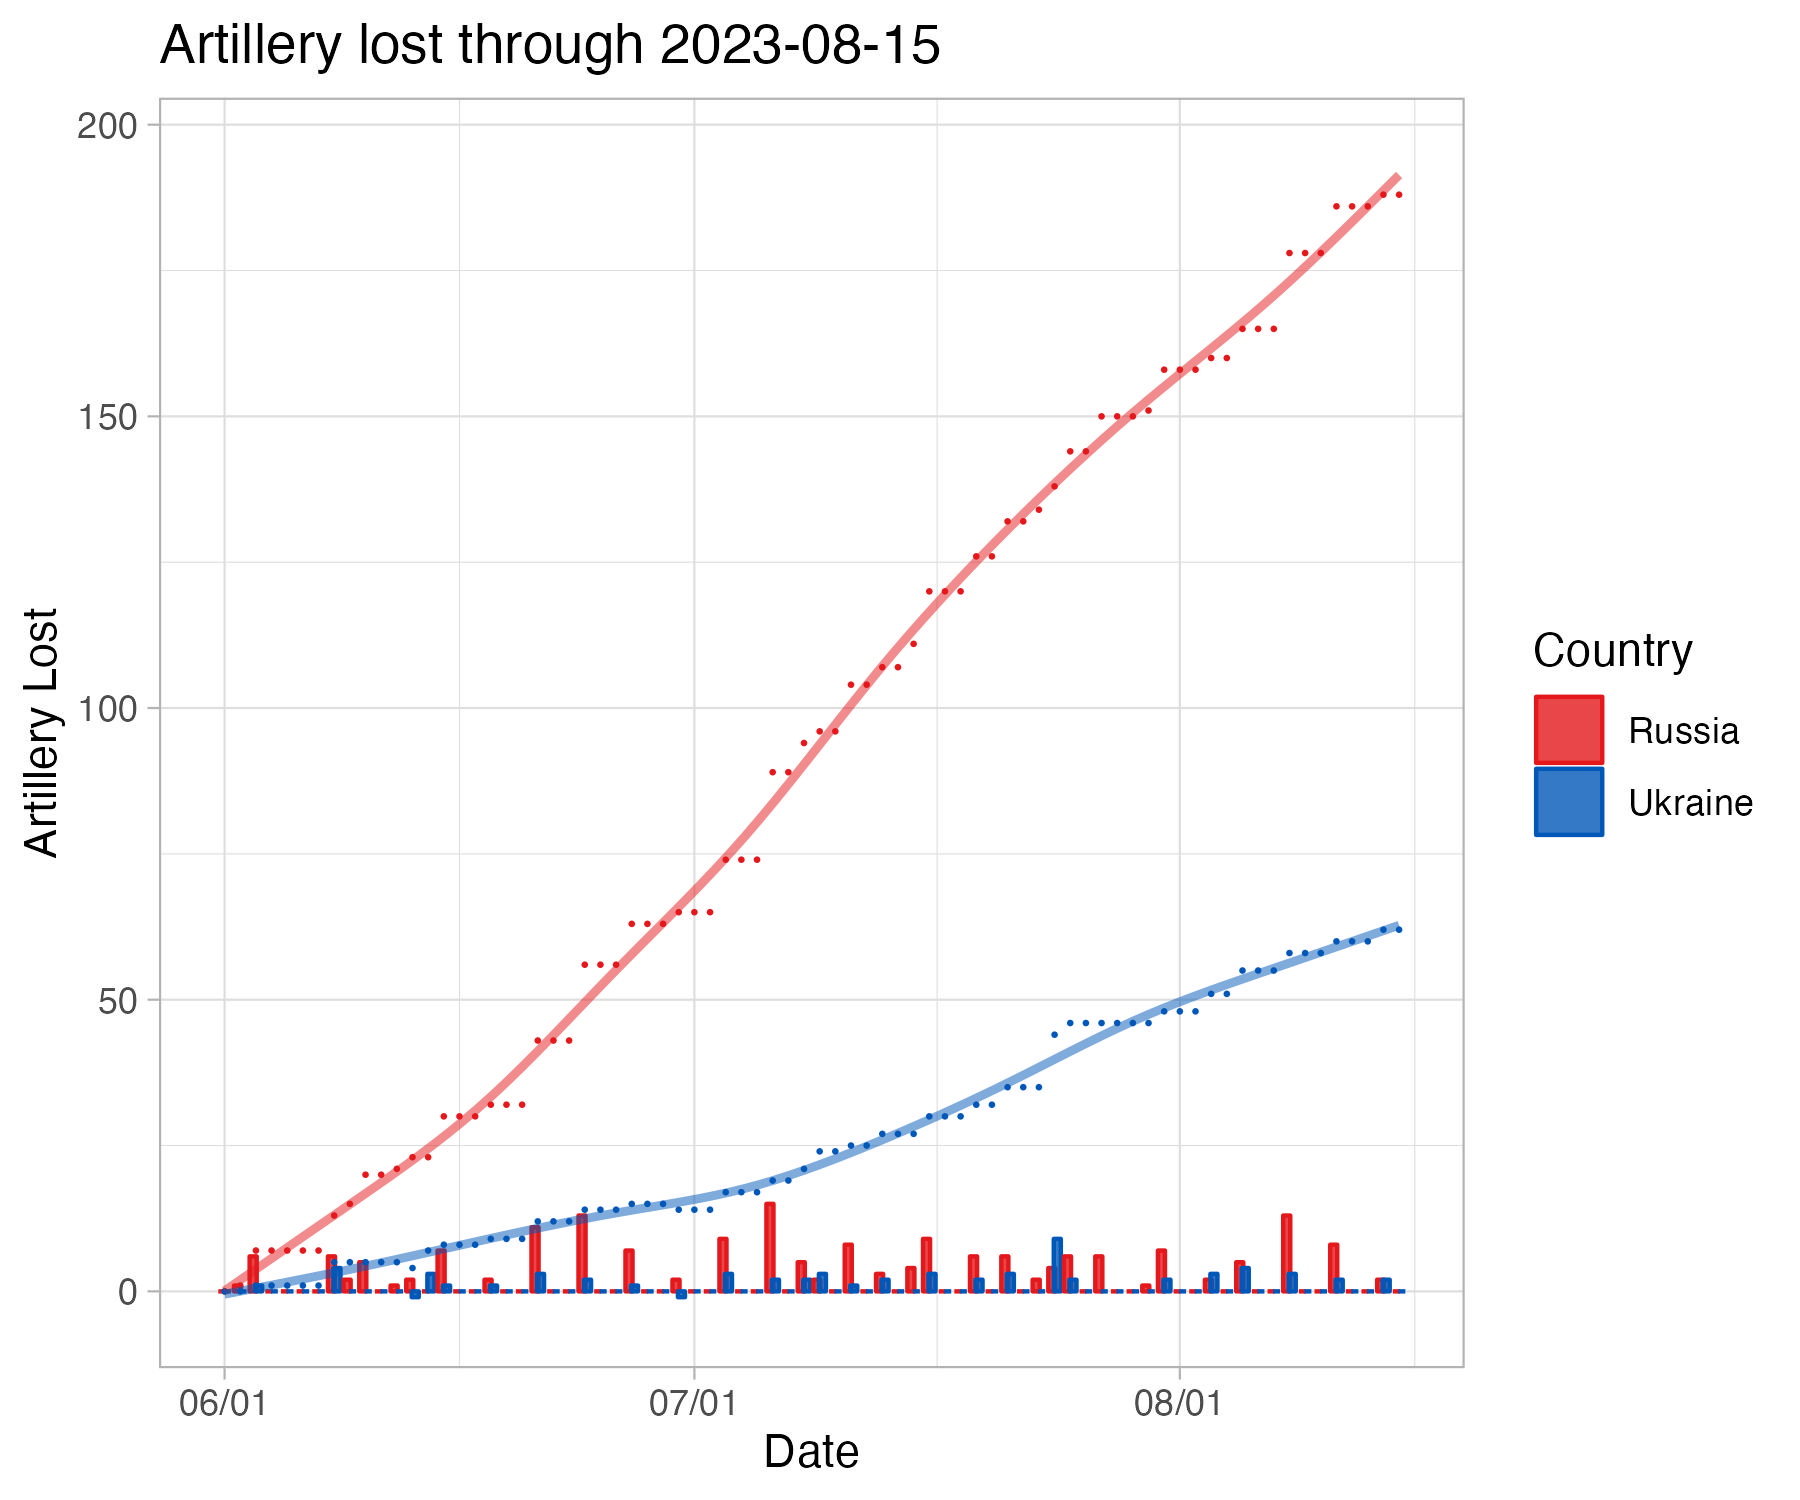 Artillery lost through 2023-08-15
200
150
100
50
0
Artillery Lost
06/01
07/01
08/01
Date
Country
Russia
Ukraine